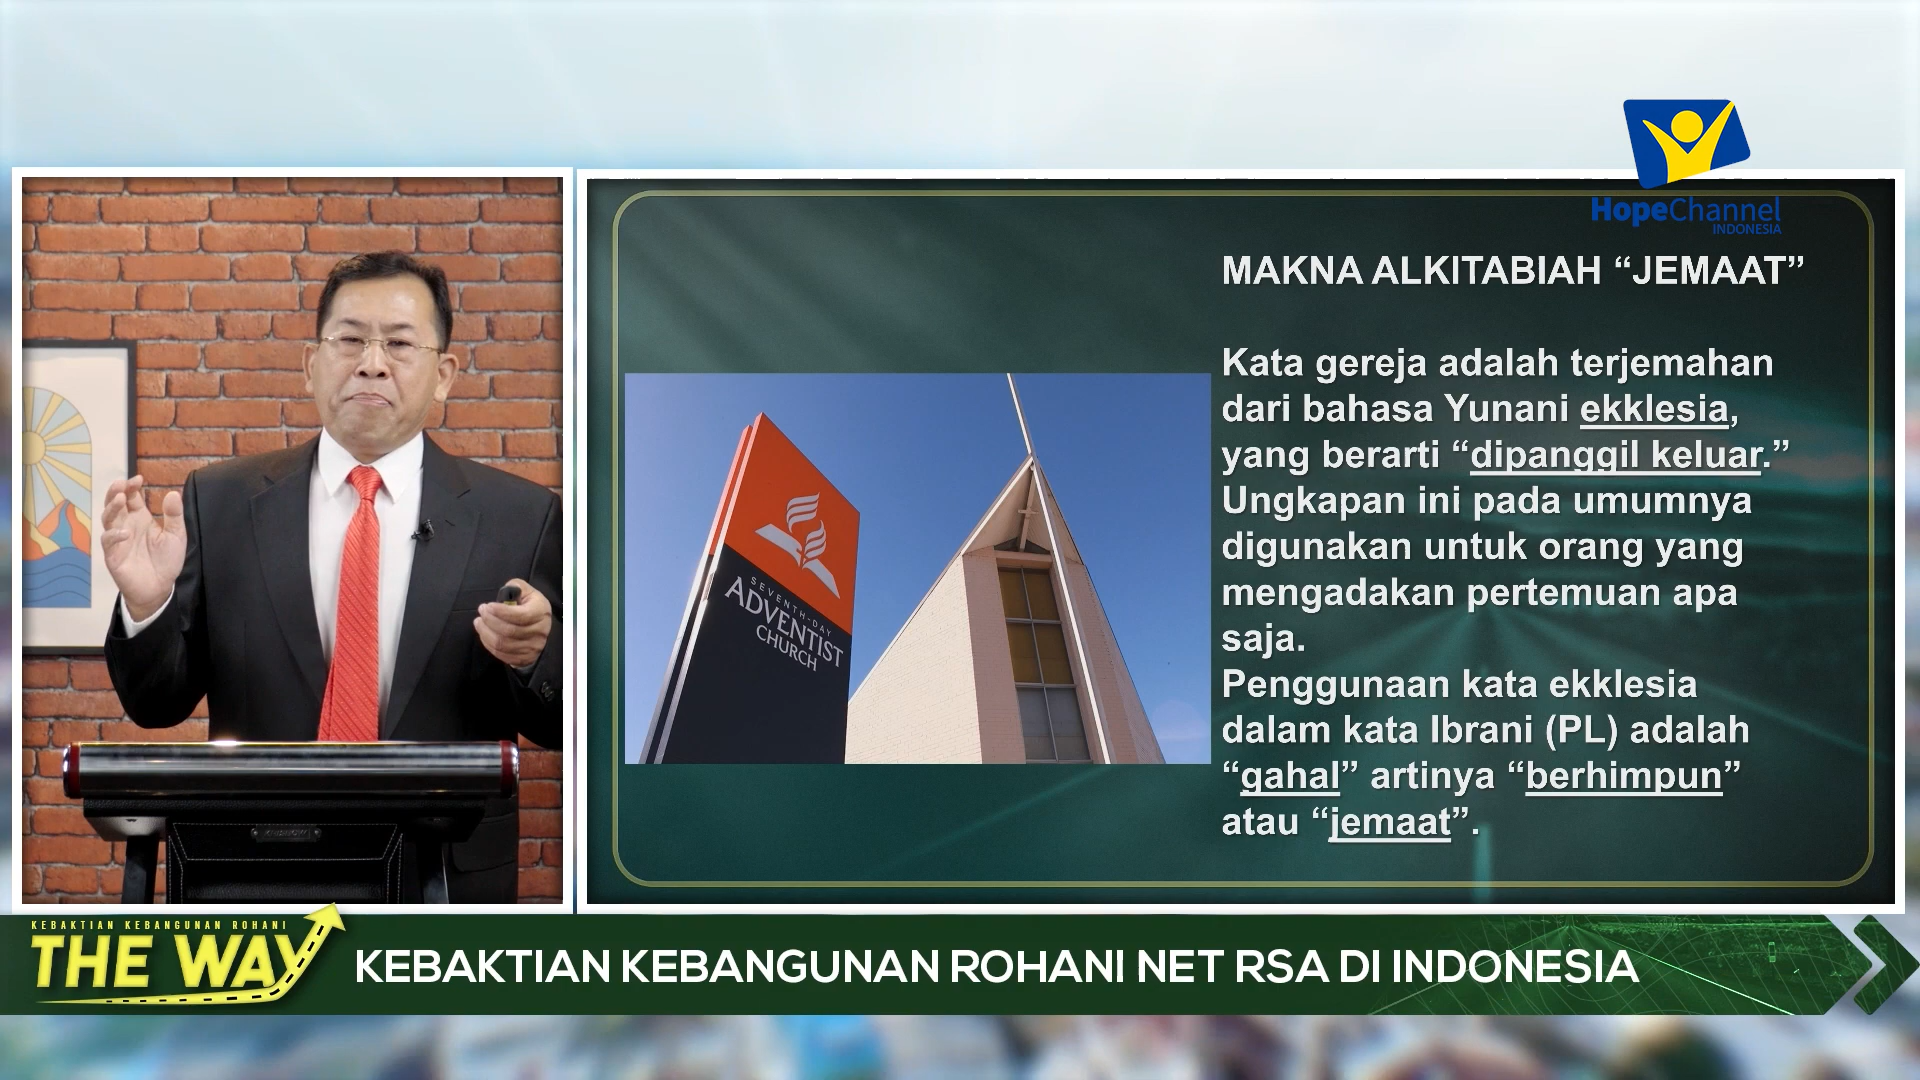 HopeChannel
INDONESIA
MAKNA ALKITABIAH “JEMAAT”
Kata gereja adalah terjemahan
dari bahasa Yunani ekklesia,
yang berarti “dipanggil keluar.”
Ungkapan ini pada umumnya
digunakan untuk orang yang
mengadakan pertemuan apa
saja.
Penggunaan kata ekklesia
dalam kata Ibrani (PL) adalah
“gahal” artinya “berhimpun”
atau “jemaat”.
SEVENTH-DAY
ADVENTIST
CHURCH
KEBAKTIAN KEBANGUNAN ROHANI
THE WAY
KEBAKTIAN KEBANGUNAN ROHANI NET RSA DI INDONESIA